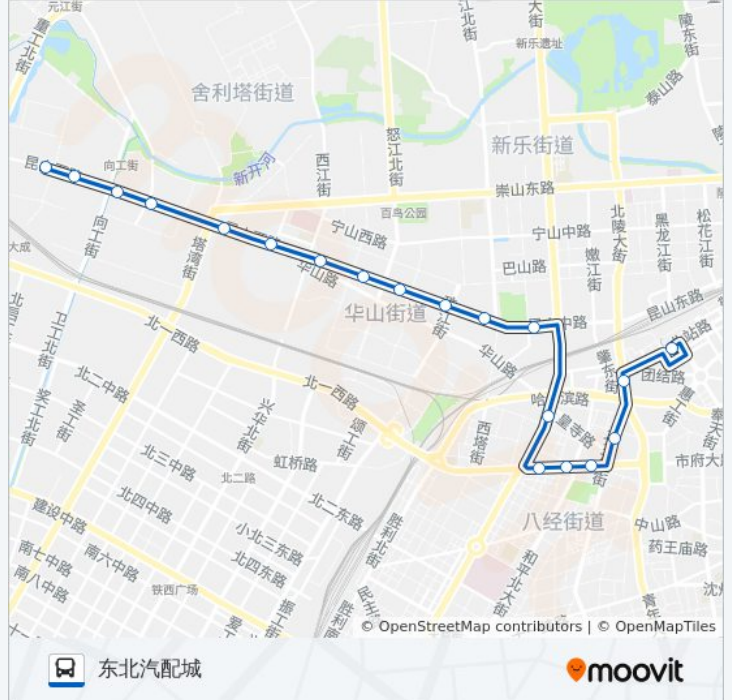 元江街
重工北街
江北街
大街
新乐遗址
陵东街
泰山路
舍利塔街道
怒江北街
新乐街道
向工街
新开河
西江街
崇山东路
百鸟公园
北陵大街
黑龙江街
松花江街
大成
向工街
塔湾街
宁山西路
宁山中路
嫩江街
巴山路
华山路
昆山东路
华山街道
北一西路
卫工北街
华山路
肇东街
团结路
惠工街
奉天街
北二中路
圣工街
奖工北街
北一西路
兴华北街
颂工街
西塔街
皇寺路
市府大路
北三中路
虹桥路
北二路
北四中路
北二东路
胜利北街
八经街道
中山路
药王庙路
建设中路
小北三东路
南七中路
南六中路
北四东路
和平北大街
南八中路
铁西广场
© OpenStreetMap contributors | © OpenMapTiles
东北汽配城
moovit